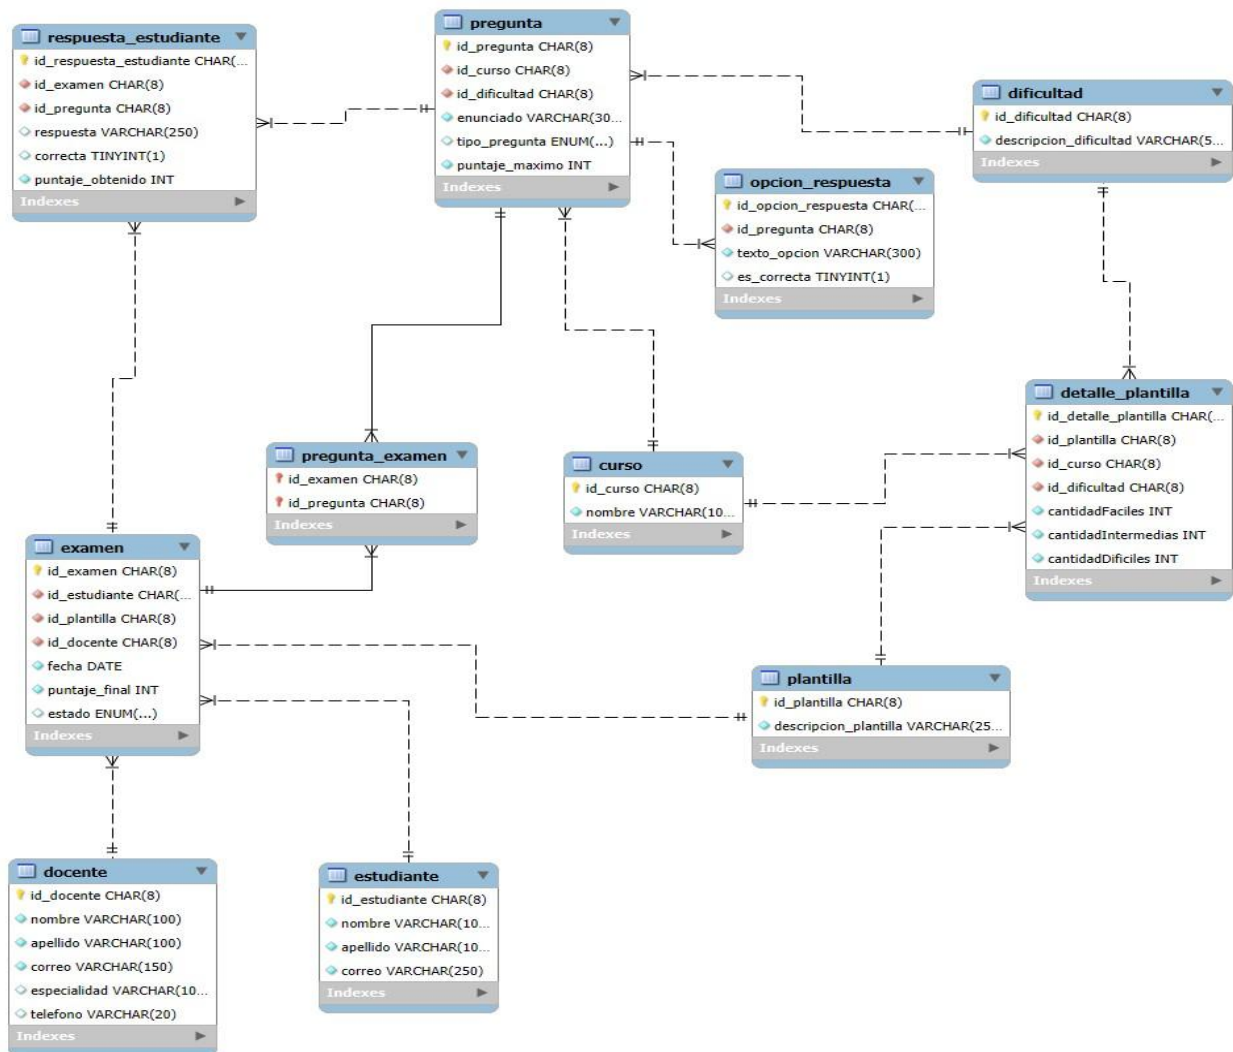 respuesta_estudiante
id_respuesta_estudiante CHAR(...
id_examen CHAR(8)
id_pregunta CHAR(8)
respuesta VARCHAR(250)
correcta TINYINT(1)
puntaje_obtenido INT
Indexes
pregunta
id_pregunta CHAR(8)
id_curso CHAR(8)
id_dificultad CHAR(8)
enunciado VARCHAR(30...
tipo_pregunta ENUM(...)
puntaje_maximo INT
Indexes
dificultad
id_dificultad CHAR(8)
descripcion_dificultad VARCHAR(5...
Indexes
opcion_respuesta
id_opcion_respuesta CHAR(...
id_pregunta CHAR(8)
texto_opcion VARCHAR(300)
es_correcta TINYINT(1)
Indexes
detalle_plantilla
id_detalle_plantilla CHAR(...
id_plantilla CHAR(8)
id_curso CHAR(8)
id_dificultad CHAR(8)
cantidadFaciles INT
cantidadIntermedias INT
cantidadDificiles INT
Indexes
pregunta_examen
id_examen CHAR(8)
id_pregunta CHAR(8)
Indexes
curso
id_curso CHAR(8)
nombre VARCHAR(10...
Indexes
examen
id_examen CHAR(8)
id_estudiante CHAR(...
id_plantilla CHAR(8)
id_docente CHAR(8)
fecha DATE
puntaje_final INT
estado ENUM(...)
Indexes
plantilla
id_plantilla CHAR(8)
descripcion_plantilla VARCHAR(25...
Indexes
docente
id_docente CHAR(8)
nombre VARCHAR(100)
apellido VARCHAR(100)
correo VARCHAR(150)
especialidad VARCHAR(10...
telefono VARCHAR(20)
Indexes
estudiante
id_estudiante CHAR(8)
nombre VARCHAR(10...
apellido VARCHAR(10...
correo VARCHAR(250)
Indexes